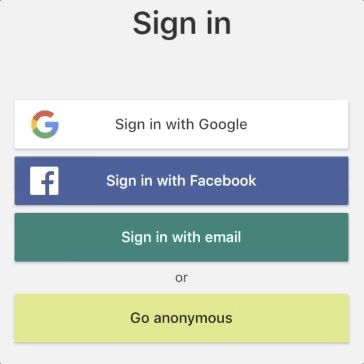 Sign in
Sign in with Google
Sign in with Facebook
Sign in with email
or
Go anonymous